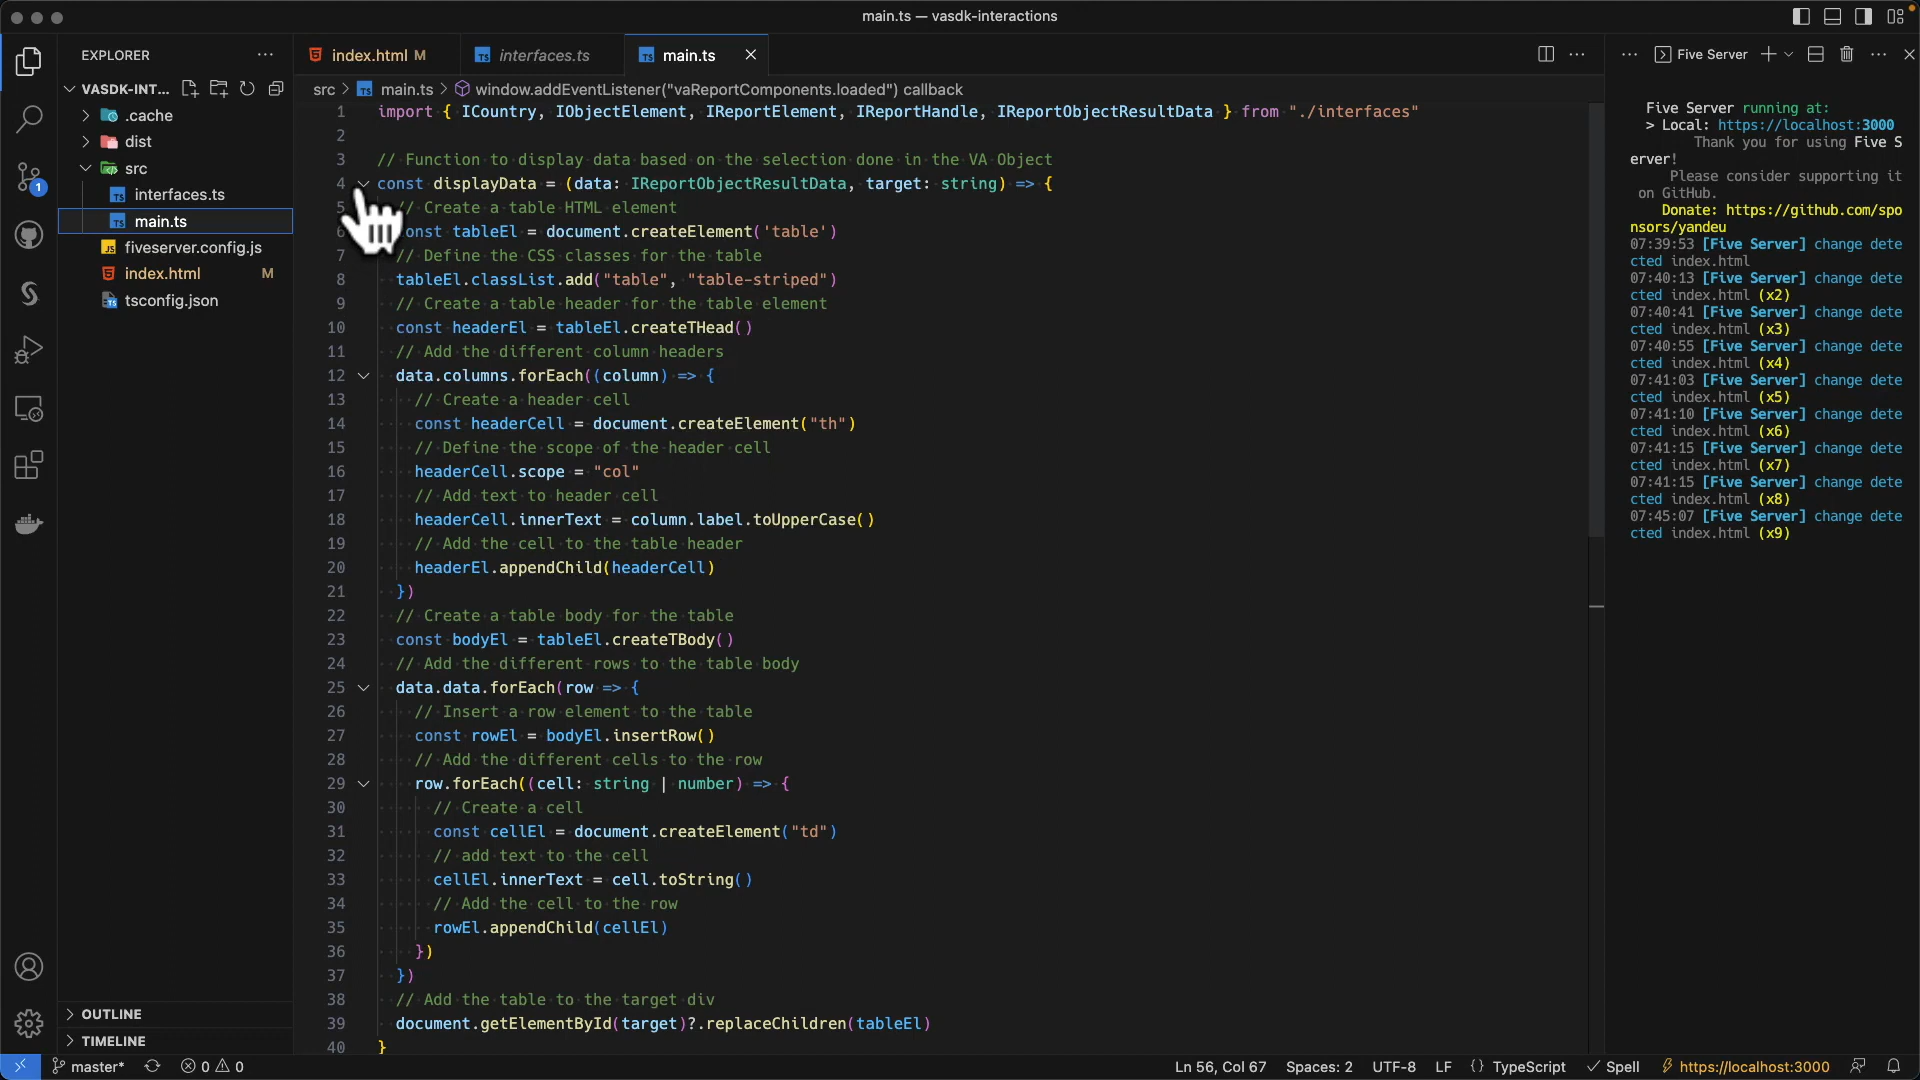 main.ts — vasdk-interactions
EXPLORER
VASDK-INT...
.cache
dist
src
interfaces.ts
main.ts
fiveserver.config.js
index.html M
tsconfig.json
OUTLINE
TIMELINE
1
index.html M
interfaces.ts
main.ts
src > main.ts > window.addEventListener("vaReportComponents.loaded") callback
1 import { ICountry, IObjectElement, IReportElement, IReportHandle, IReportObjectResultData } from "./interfaces"
2
3 // Function to display data based on the selection done in the VA Object
4 const displayData = (data: IReportObjectResultData, target: string) => {
5 // Create a table HTML element
6 const tableEl = document.createElement('table')
7 // Define the CSS classes for the table
8 tableEl.classList.add("table", "table-striped")
9 // Create a table header for the table element
10 const headerEl = tableEl.createTHead()
11 // Add the different column headers
12 data.columns.forEach((column) => {
13 // Create a header cell
14 const headerCell = document.createElement("th")
15 // Define the scope of the header cell
16 headerCell.scope = "col"
17 // Add text to header cell
18 headerCell.innerText = column.label.toUpperCase()
19 // Add the cell to the table header
20 headerEl.appendChild(headerCell)
21 })
22 // Create a table body for the table
23 const bodyEl = tableEl.createTBody()
24 // Add the different rows to the table body
25 data.data.forEach(row => {
26 // Insert a row element to the table
27 const rowEl = bodyEl.insertRow()
28 // Add the different cells to the row
29 row.forEach((cell: string | number) => {
30 // Create a cell
31 const cellEl = document.createElement("td")
32 // add text to the cell
33 cellEl.innerText = cell.toString()
34 // Add the cell to the row
35 rowEl.appendChild(cellEl)
36 })
37 })
38 // Add the table to the target div
39 document.getElementById(target)?.replaceChildren(tableEl)
40 }
Five Server
Five Server running at:
> Local: https://localhost:3000
Thank you for using Five S
erver!
Please consider supporting it
on GitHub.
Donate: https://github.com/spo
nsors/yandeu
07:39:53 [Five Server] change dete
cted index.html
07:40:13 [Five Server] change dete
cted index.html (x2)
07:40:41 [Five Server] change dete
cted index.html (x3)
07:40:55 [Five Server] change dete
cted index.html (x4)
07:41:03 [Five Server] change dete
cted index.html (x5)
07:41:10 [Five Server] change dete
cted index.html (x6)
07:41:15 [Five Server] change dete
cted index.html (x7)
07:41:15 [Five Server] change dete
cted index.html (x8)
07:45:07 [Five Server] change dete
cted index.html (x9)
master* 0 0 Ln 56, Col 67 Spaces: 2 UTF-8 LF {} TypeScript Spell https://localhost:3000